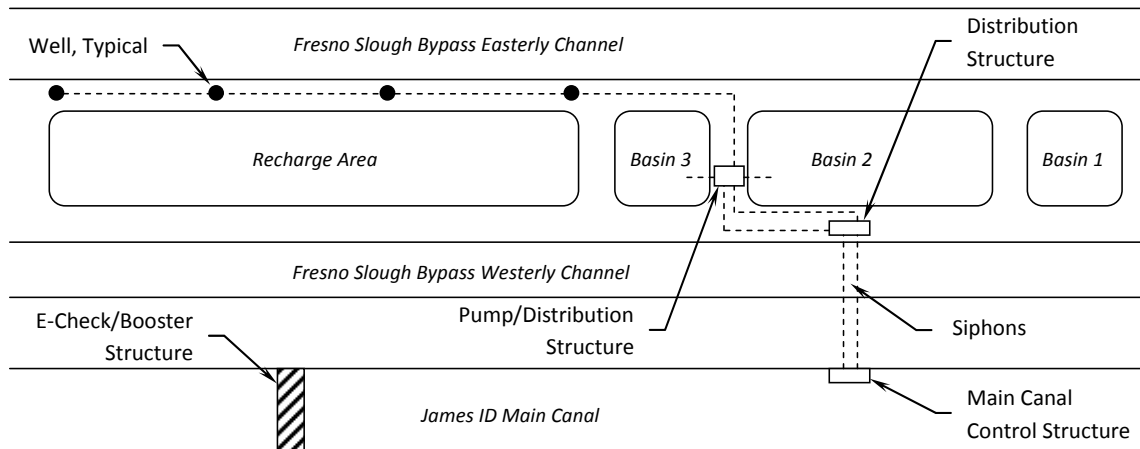 Fresno Slough Bypass Easterly Channel
Well, Typical
Distribution
Structure
Recharge Area
Basin 3
Basin 2
Basin 1
Fresno Slough Bypass Westerly Channel
E-Check/Booster
Structure
Pump/Distribution
Structure
Siphons
James ID Main Canal
Main Canal
Control Structure